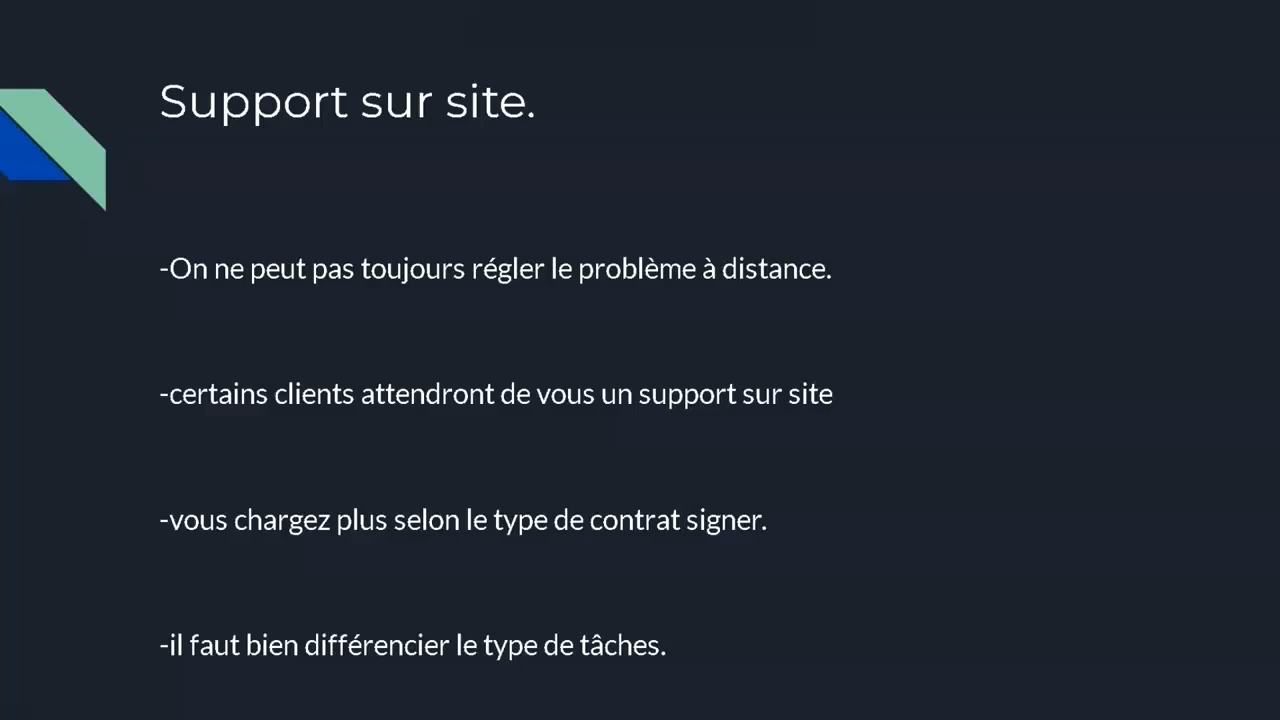 Support sur site.
-On ne peut pas toujours régler le problème à distance.
-certains clients attendront de vous un support sur site
-vous chargez plus selon le type de contrat signer.
-il faut bien différencier le type de tâches.